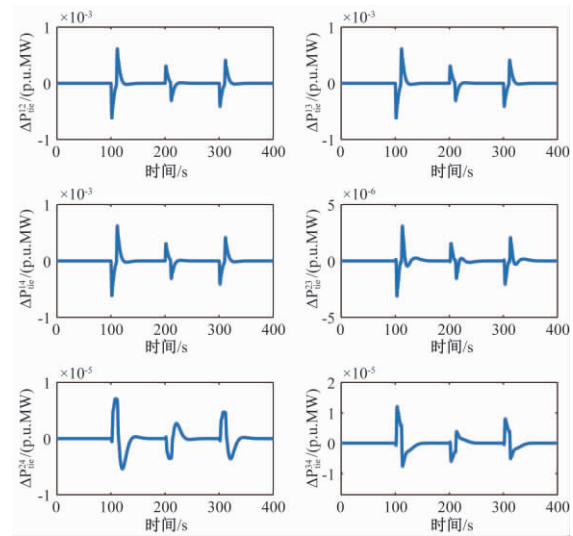 ×10⁻³
1
0
-1
ΔP¹²tie/(p.u.MW)
0 100 200 300 400
时间/s
×10⁻³
1
0
-1
ΔP¹³tie/(p.u.MW)
0 100 200 300 400
时间/s
×10⁻³
1
0
-1
ΔP¹⁴tie/(p.u.MW)
0 100 200 300 400
时间/s
×10⁻⁶
5
0
-5
ΔP²³tie/(p.u.MW)
0 100 200 300 400
时间/s
×10⁻⁵
1
0
-1
ΔP²⁴tie/(p.u.MW)
0 100 200 300 400
时间/s
×10⁻⁵
2
1
0
-1
ΔP³⁴tie/(p.u.MW)
0 100 200 300 400
时间/s